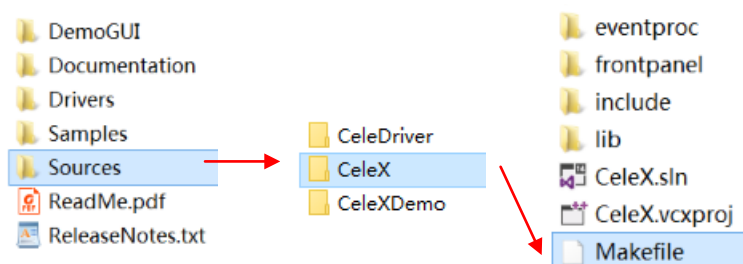 DemoGUI
Documentation
Drivers
Samples
Sources
ReadMe.pdf
ReleaseNotes.txt
CeleDriver
CeleX
CeleXDemo
eventproc
frontpanel
include
lib
CeleX.sln
CeleX.vcxproj
Makefile